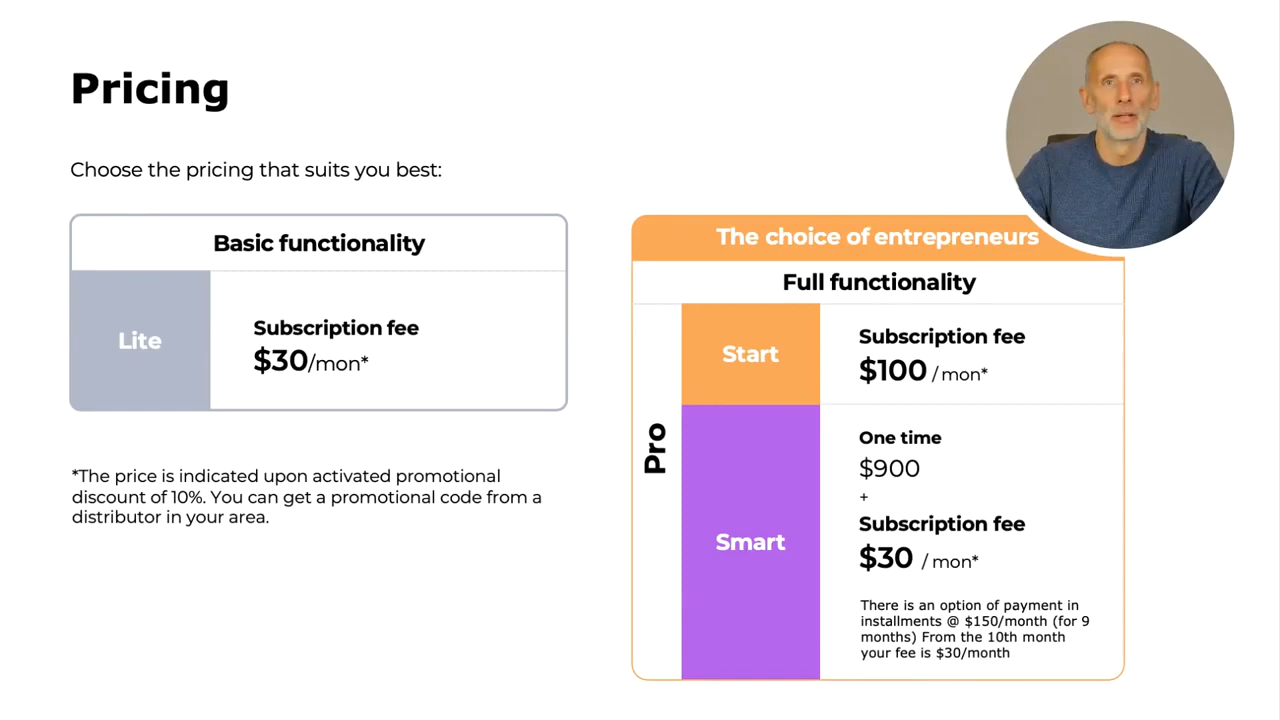 Pricing
Choose the pricing that suits you best:
Basic functionality
Lite
Subscription fee
$30/mon*
*The price is indicated upon activated promotional
discount of 10%. You can get a promotional code from a
distributor in your area.
The choice of entrepreneurs
Full functionality
Pro
Start
Subscription fee
$100 / mon*
Smart
One time
$900
+
Subscription fee
$30 / mon*
There is an option of payment in
installments @ $150/month (for 9
months) From the 10th month
your fee is $30/month